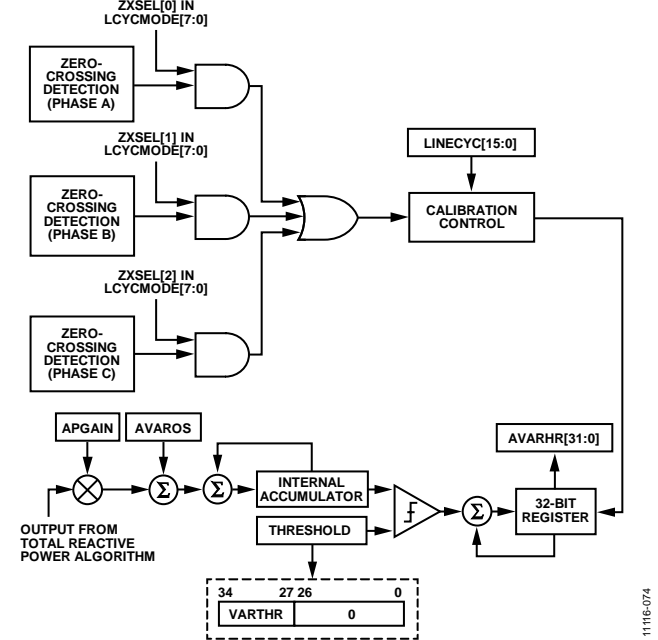 ZXSEL[0] IN
LCYCMODE[7:0]
ZERO-
CROSSING
DETECTION
(PHASE A)
ZXSEL[1] IN
LCYCMODE[7:0]
ZERO-
CROSSING
DETECTION
(PHASE B)
LINECYC[15:0]
CALIBRATION
CONTROL
ZXSEL[2] IN
LCYCMODE[7:0]
ZERO-
CROSSING
DETECTION
(PHASE C)
APGAIN
AVAROS
AVARHR[31:0]
Σ
Σ
INTERNAL
ACCUMULATOR
Σ
32-BIT
REGISTER
THRESHOLD
OUTPUT FROM
TOTAL REACTIVE
POWER ALGORITHM
34 27 26 0
VARTHR 0
11116-074